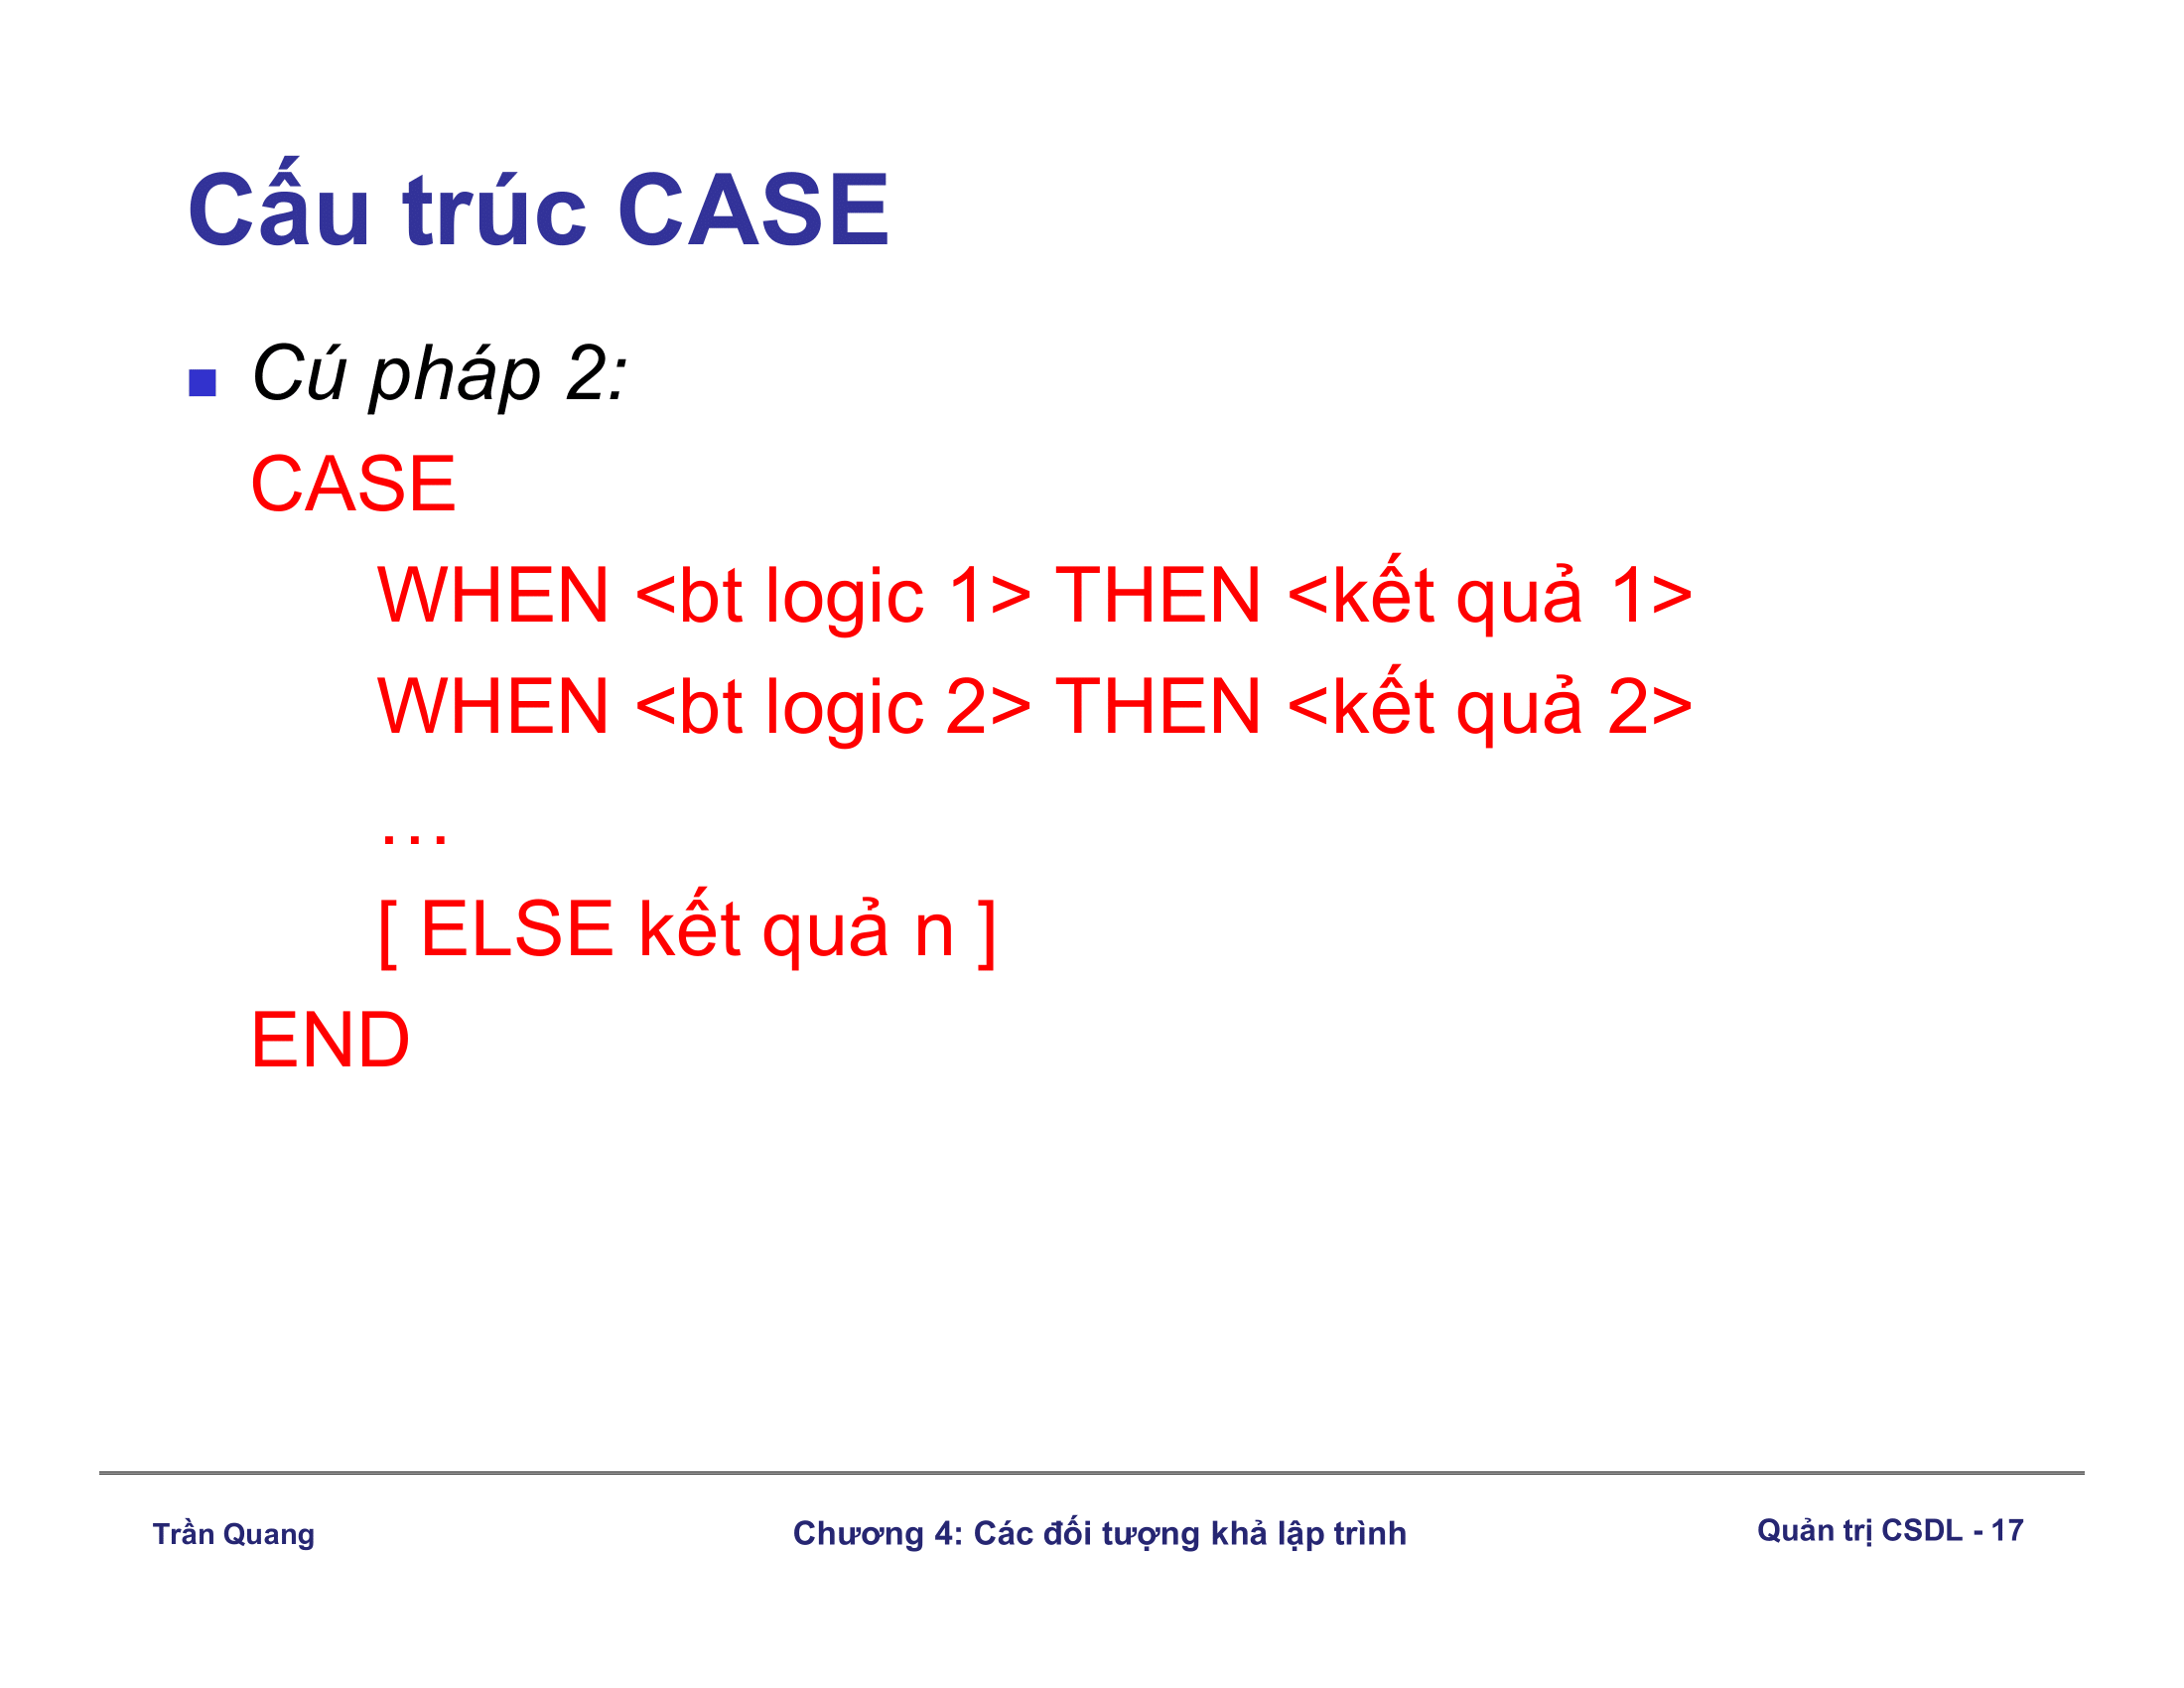 Cấu trúc CASE
Cú pháp 2:
CASE
WHEN <bt logic 1> THEN <kết quả 1>
WHEN <bt logic 2> THEN <kết quả 2>
…
[ ELSE kết quả n ]
END
Trần Quang
Chương 4: Các đối tượng khả lập trình
Quản trị CSDL - 17